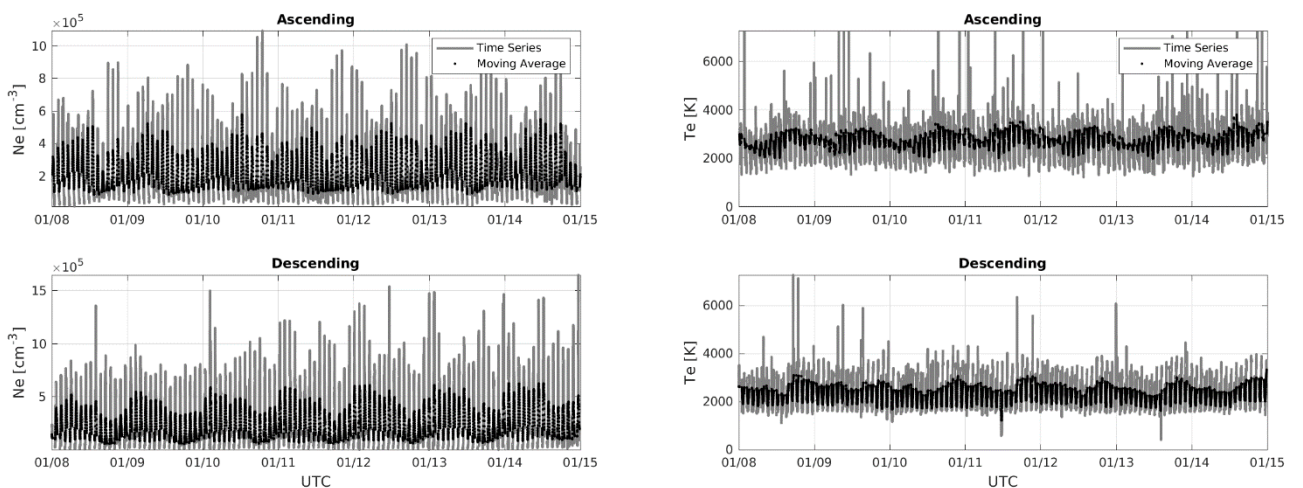 Ascending
×10⁵
Ne [cm⁻³]
10
8
6
4
2
Time Series
Moving Average
01/08 01/09 01/10 01/11 01/12 01/13 01/14 01/15
Ascending
Te [K]
6000
4000
2000
0
Time Series
Moving Average
01/08 01/09 01/10 01/11 01/12 01/13 01/14 01/15
Descending
×10⁵
Ne [cm⁻³]
15
10
5
01/08 01/09 01/10 01/11 01/12 01/13 01/14 01/15
UTC
Descending
Te [K]
6000
4000
2000
0
01/08 01/09 01/10 01/11 01/12 01/13 01/14 01/15
UTC